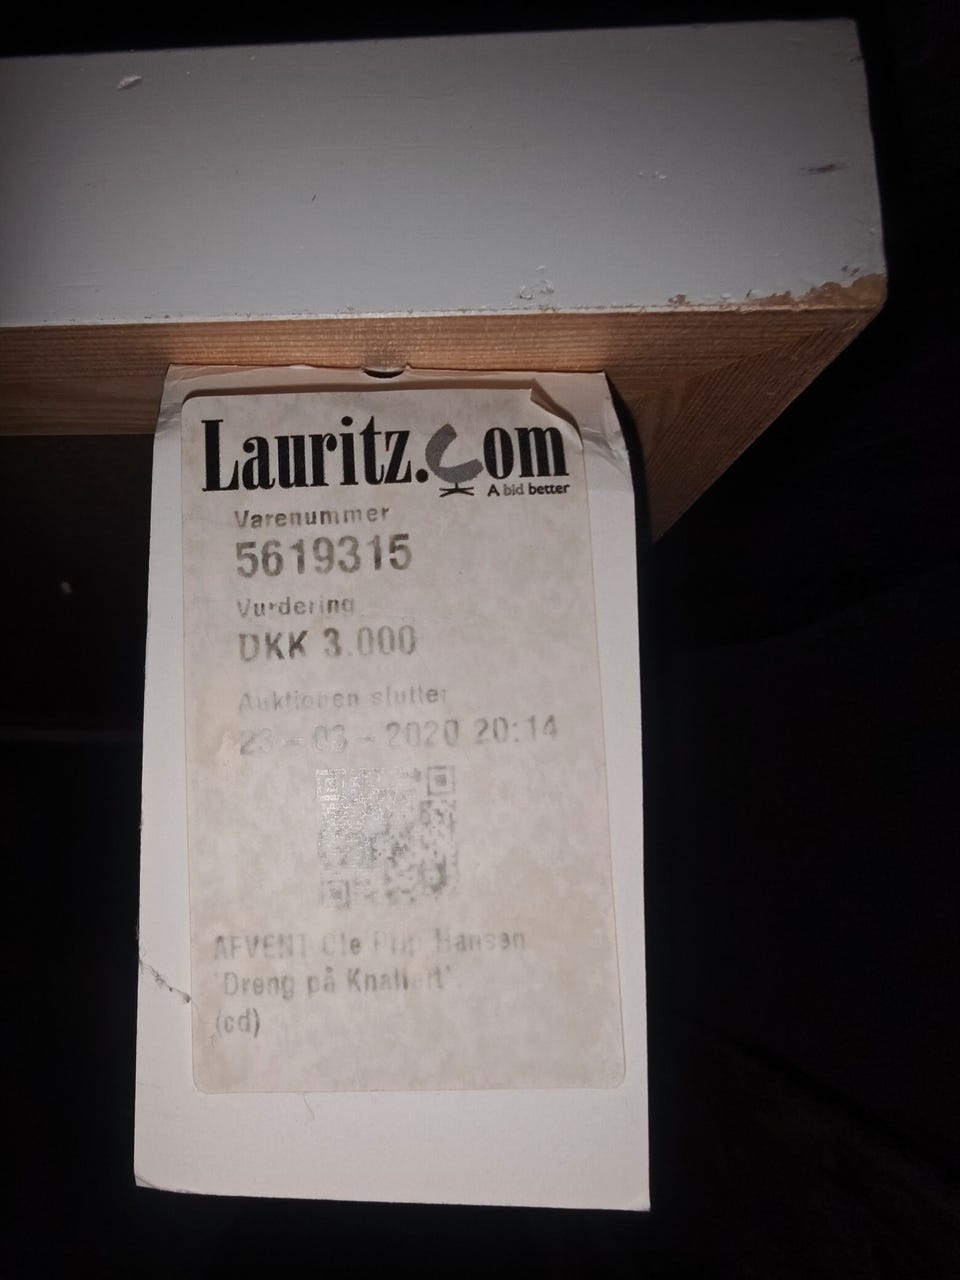 Lauritz.Com
A bid better
Varenummer
5619315
Vurdering
DKK 3.000
Auktionen slutter
23-03-2020 20:14
AFVENT Ole Hansen
'Dreng på Knallert'.
(cd)